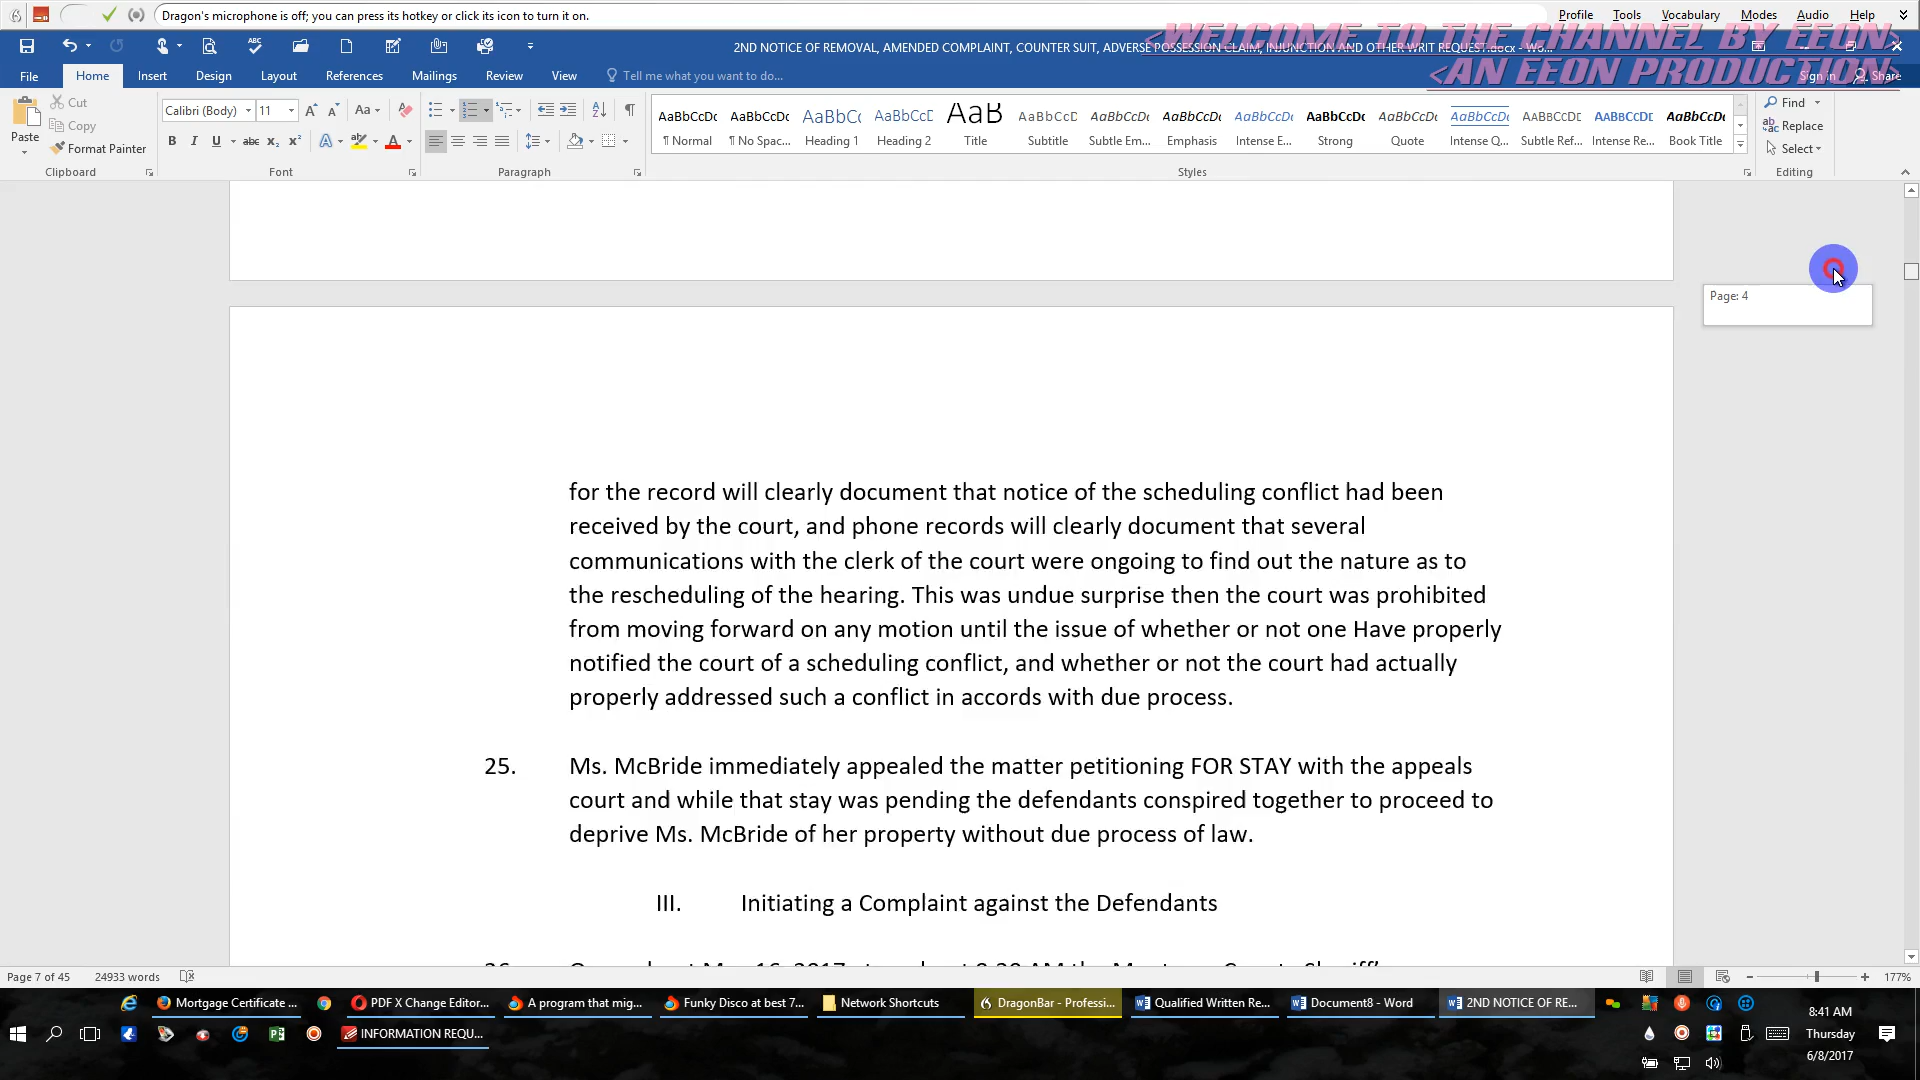 Dragon's microphone is off; you can press its hotkey or click its icon to turn it on.
Profile Tools Vocabulary Modes Audio Help
<WELCOME TO THE CHANNEL BY EEON>
<AN EEON PRODUCTION>
2ND NOTICE OF REMOVAL, AMENDED COMPLAINT, COUNTER SUIT, ADVERSE POSSESSION CLAIM, INJUNCTION AND OTHER WRIT REQUEST.docx - Wo...
File Home Insert Design Layout References Mailings Review View Tell me what you want to do... Sign in Share
Paste Cut Copy Format Painter
Calibri (Body) 11
AaBbCcDc AaBbCcDc AaBbCc AaBbCcD AaB AaBbCcD AaBbCcDc AaBbCcDc AaBbCcDc AaBbCcDc AaBbCcDc AaBbCcDc AABBCCDE AABBCCDE AaBbCcDc
¶ Normal ¶ No Spac... Heading 1 Heading 2 Title Subtitle Subtle Em... Emphasis Intense E... Strong Quote Intense Q... Subtle Ref... Intense Re... Book Title
Find Replace Select
Clipboard Font Paragraph Styles Editing
Page: 4
for the record will clearly document that notice of the scheduling conflict had been
received by the court, and phone records will clearly document that several
communications with the clerk of the court were ongoing to find out the nature as to
the rescheduling of the hearing. This was undue surprise then the court was prohibited
from moving forward on any motion until the issue of whether or not one Have properly
notified the court of a scheduling conflict, and whether or not the court had actually
properly addressed such a conflict in accords with due process.
25. Ms. McBride immediately appealed the matter petitioning FOR STAY with the appeals
court and while that stay was pending the defendants conspired together to proceed to
deprive Ms. McBride of her property without due process of law.
III. Initiating a Complaint against the Defendants
Page 7 of 45 24933 words 177%
Mortgage Certificate ... PDF X Change Editor... A program that mig... Funky Disco at best 7... Network Shortcuts DragonBar - Professi... Qualified Written Re... Document8 - Word 2ND NOTICE OF RE...
INFORMATION REQU...
8:41 AM
Thursday
6/8/2017